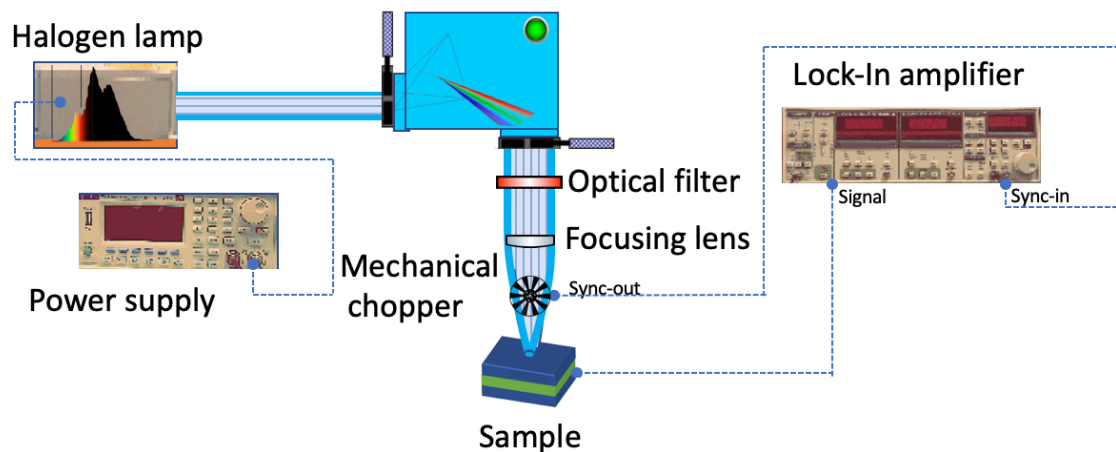 Halogen lamp
Lock-In amplifier
Optical filter
Signal
Sync-in
Focusing lens
Mechanical
chopper
Sync-out
Power supply
Sample